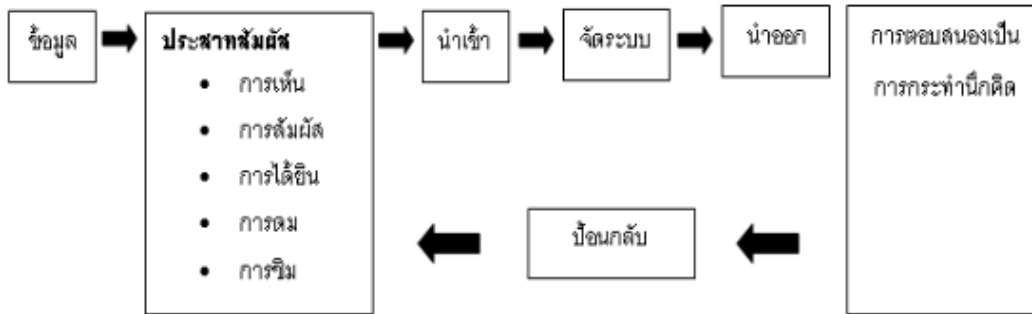 ข้อมูล
ประสาทสัมผัส
• การเห็น
• การสัมผัส
• การได้ยิน
• การดม
• การชิม
นำเข้า
จัดระบบ
นำออก
การตอบสนองเป็น
การกระทำนึกคิด
ป้อนกลับ